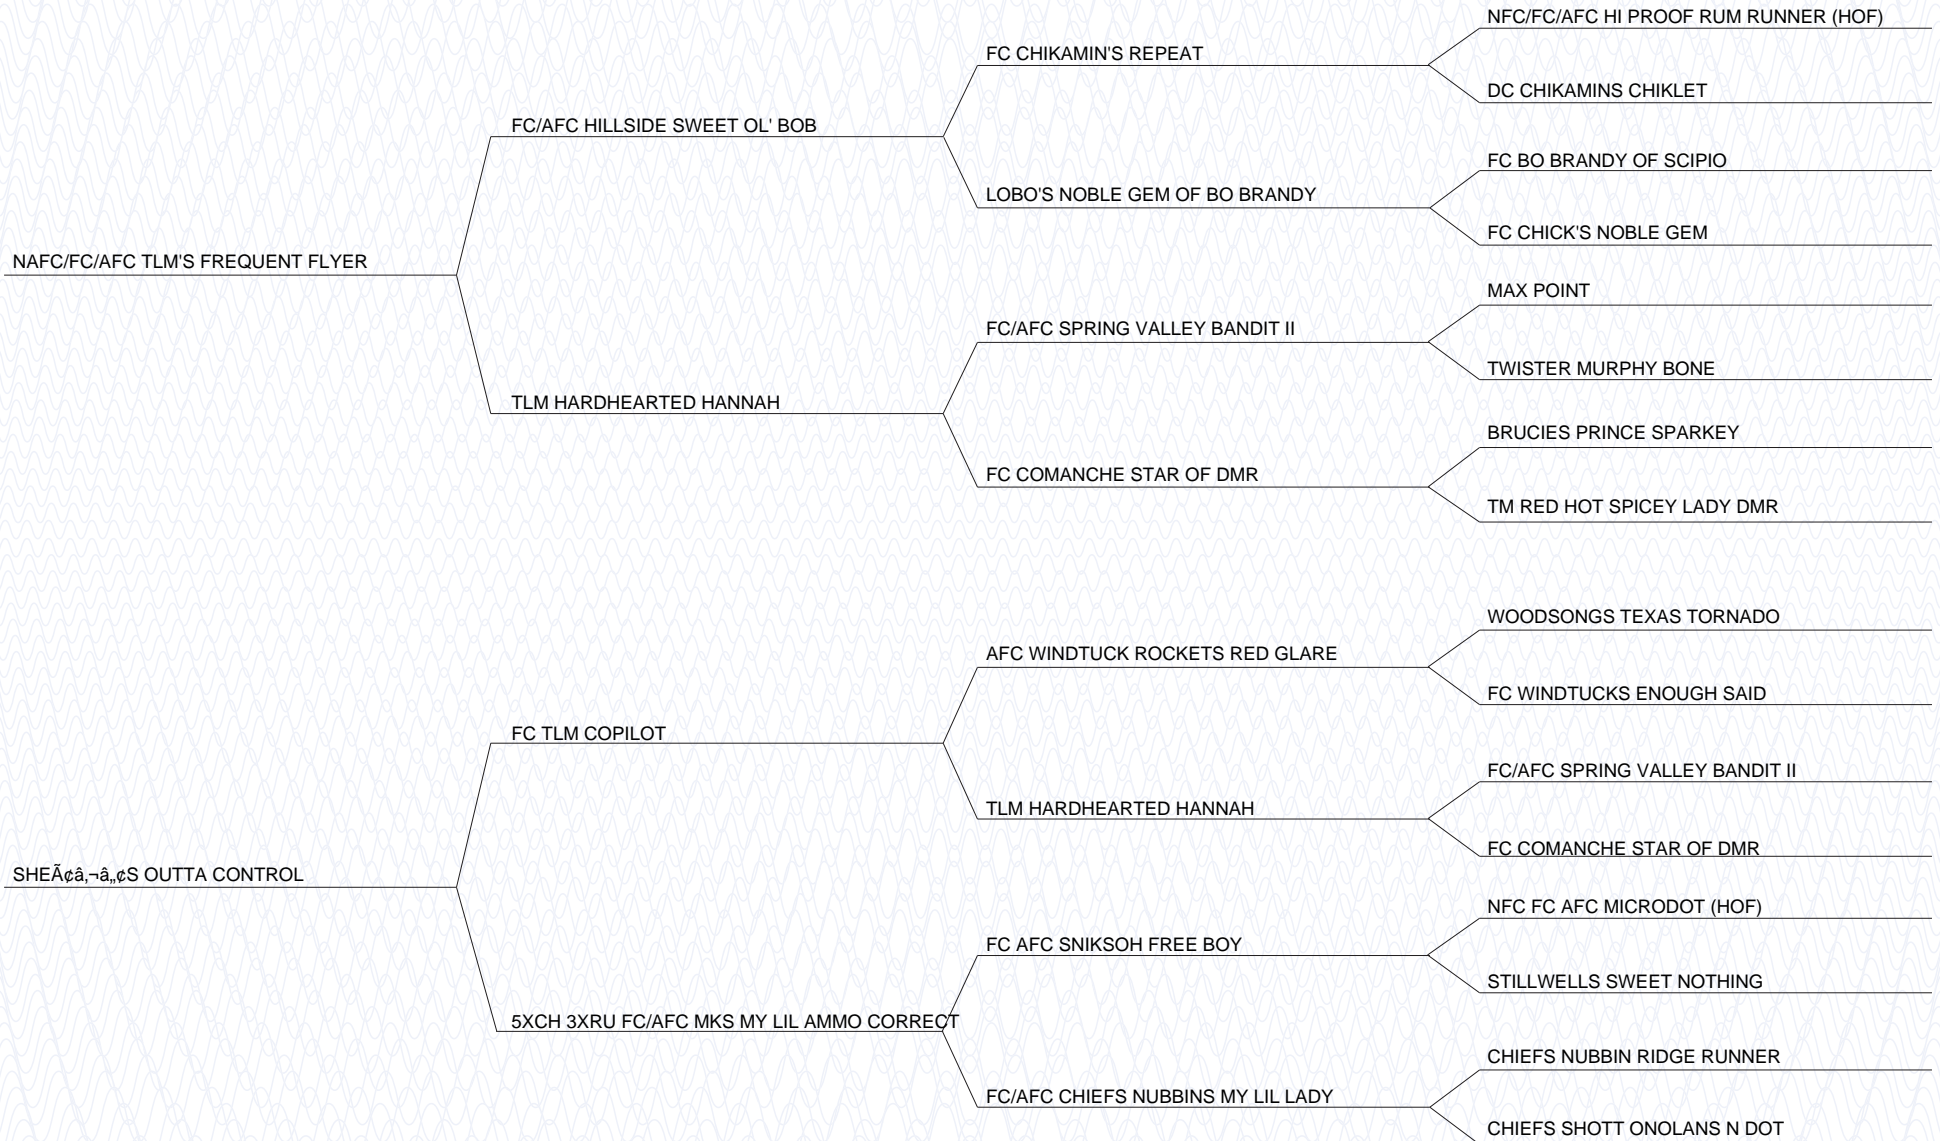 NFC/FC/AFC HI PROOF RUM RUNNER (HOF)
FC CHIKAMIN'S REPEAT
DC CHIKAMINS CHIKLET
FC/AFC HILLSIDE SWEET OL' BOB
FC BO BRANDY OF SCIPIO
LOBO'S NOBLE GEM OF BO BRANDY
FC CHICK'S NOBLE GEM
NAFC/FC/AFC TLM'S FREQUENT FLYER
MAX POINT
FC/AFC SPRING VALLEY BANDIT II
TWISTER MURPHY BONE
TLM HARDHEARTED HANNAH
BRUCIES PRINCE SPARKEY
FC COMANCHE STAR OF DMR
TM RED HOT SPICEY LADY DMR
WOODSONGS TEXAS TORNADO
AFC WINDTUCK ROCKETS RED GLARE
FC WINDTUCKS ENOUGH SAID
FC TLM COPILOT
FC/AFC SPRING VALLEY BANDIT II
TLM HARDHEARTED HANNAH
FC COMANCHE STAR OF DMR
SHEÃ¢â‚¬â„¢S OUTTA CONTROL
NFC FC AFC MICRODOT (HOF)
FC AFC SNIKSOH FREE BOY
STILLWELLS SWEET NOTHING
5XCH 3XRU FC/AFC MKS MY LIL AMMO CORRECT
CHIEFS NUBBIN RIDGE RUNNER
FC/AFC CHIEFS NUBBINS MY LIL LADY
CHIEFS SHOTT ONOLANS N DOT